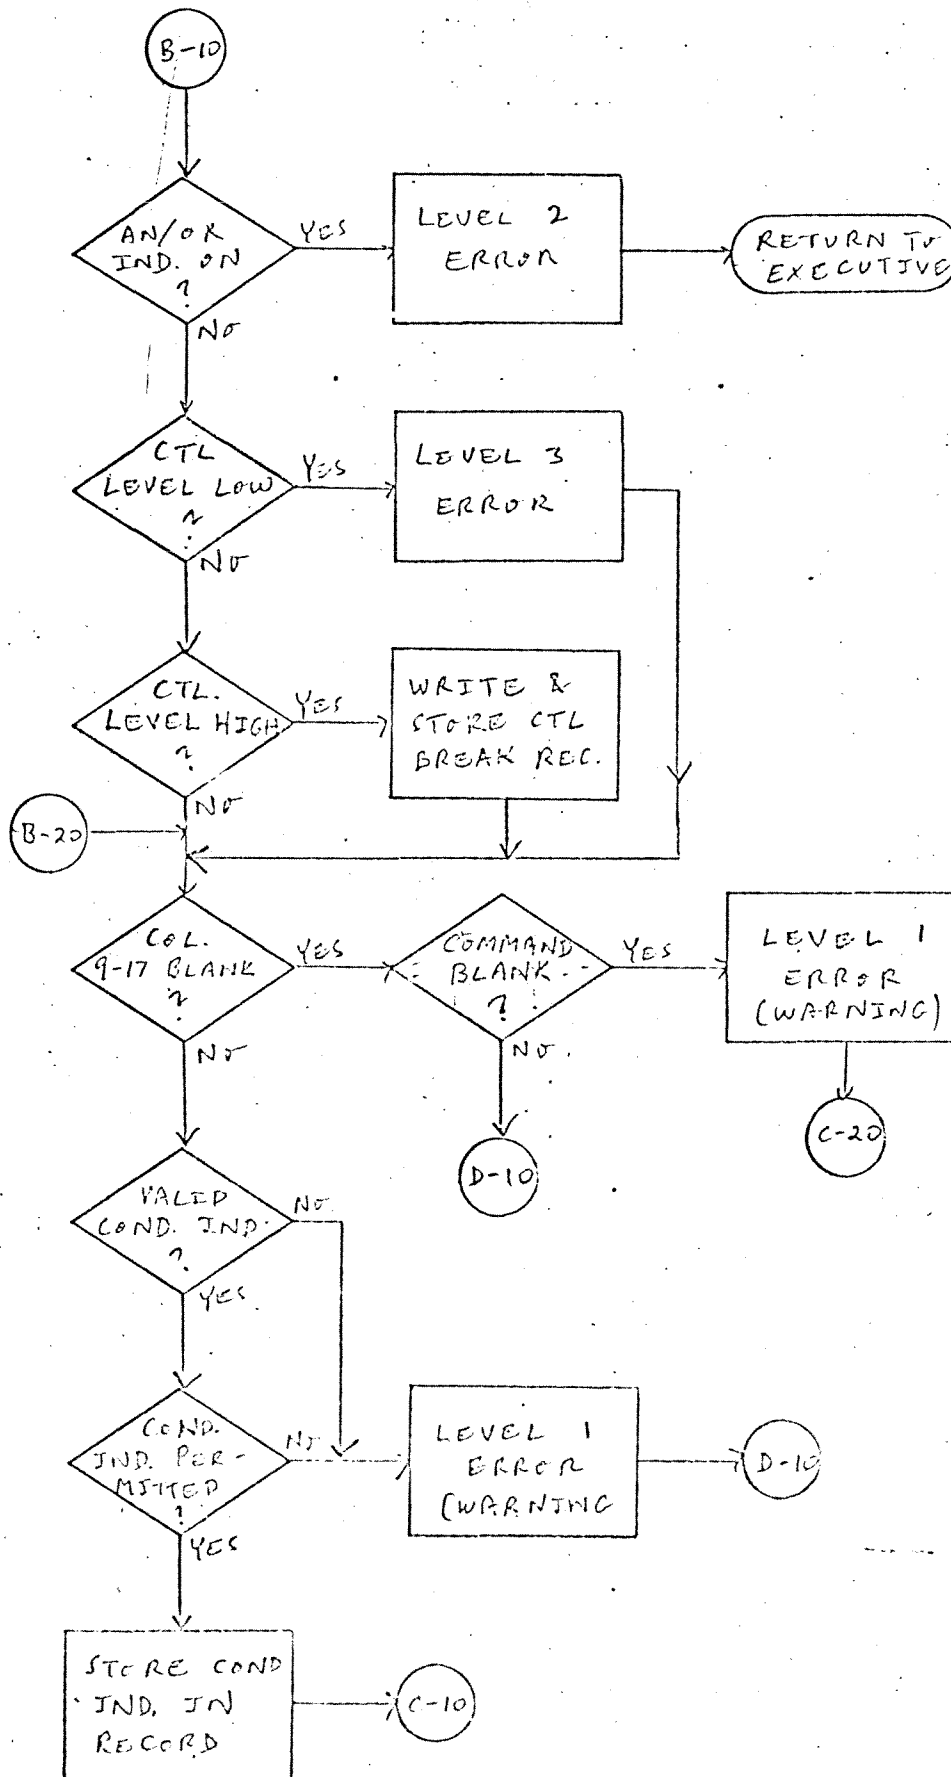 B-10
AN/OR
IND. ON
?
YES
LEVEL 2
ERROR
RETURN TO
EXECUTIVE
NO
CTL
LEVEL LOW
?
YES
LEVEL 3
ERROR
NO
CTL.
LEVEL HIGH
?
YES
WRITE &
STORE CTL
BREAK REC.
NO
B-20
COL.
9-17 BLANK
?
YES
COMMAND
BLANK
?
YES
LEVEL 1
ERROR
(WARNING)
NO
NO.
C-20
D-10
VALID
COND. IND.
?
NO
YES
COND.
IND. PER-
MITTED
?
NO
LEVEL 1
ERROR
(WARNING
D-10
YES
STORE COND
IND. IN
RECORD
C-10